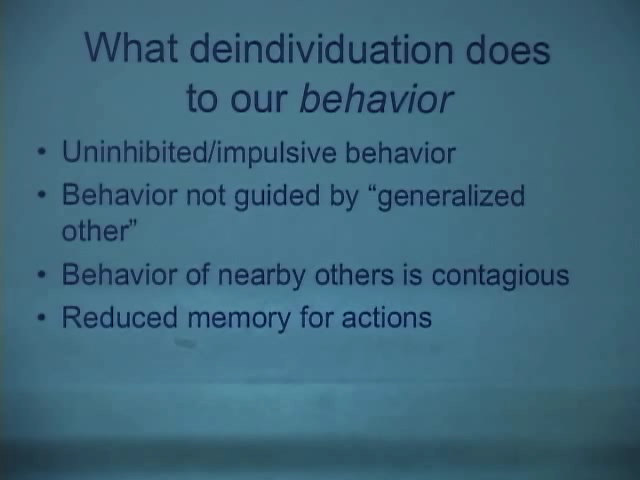 What deindividuation does
to our behavior
• Uninhibited/impulsive behavior
• Behavior not guided by “generalized
other”
• Behavior of nearby others is contagious
• Reduced memory for actions